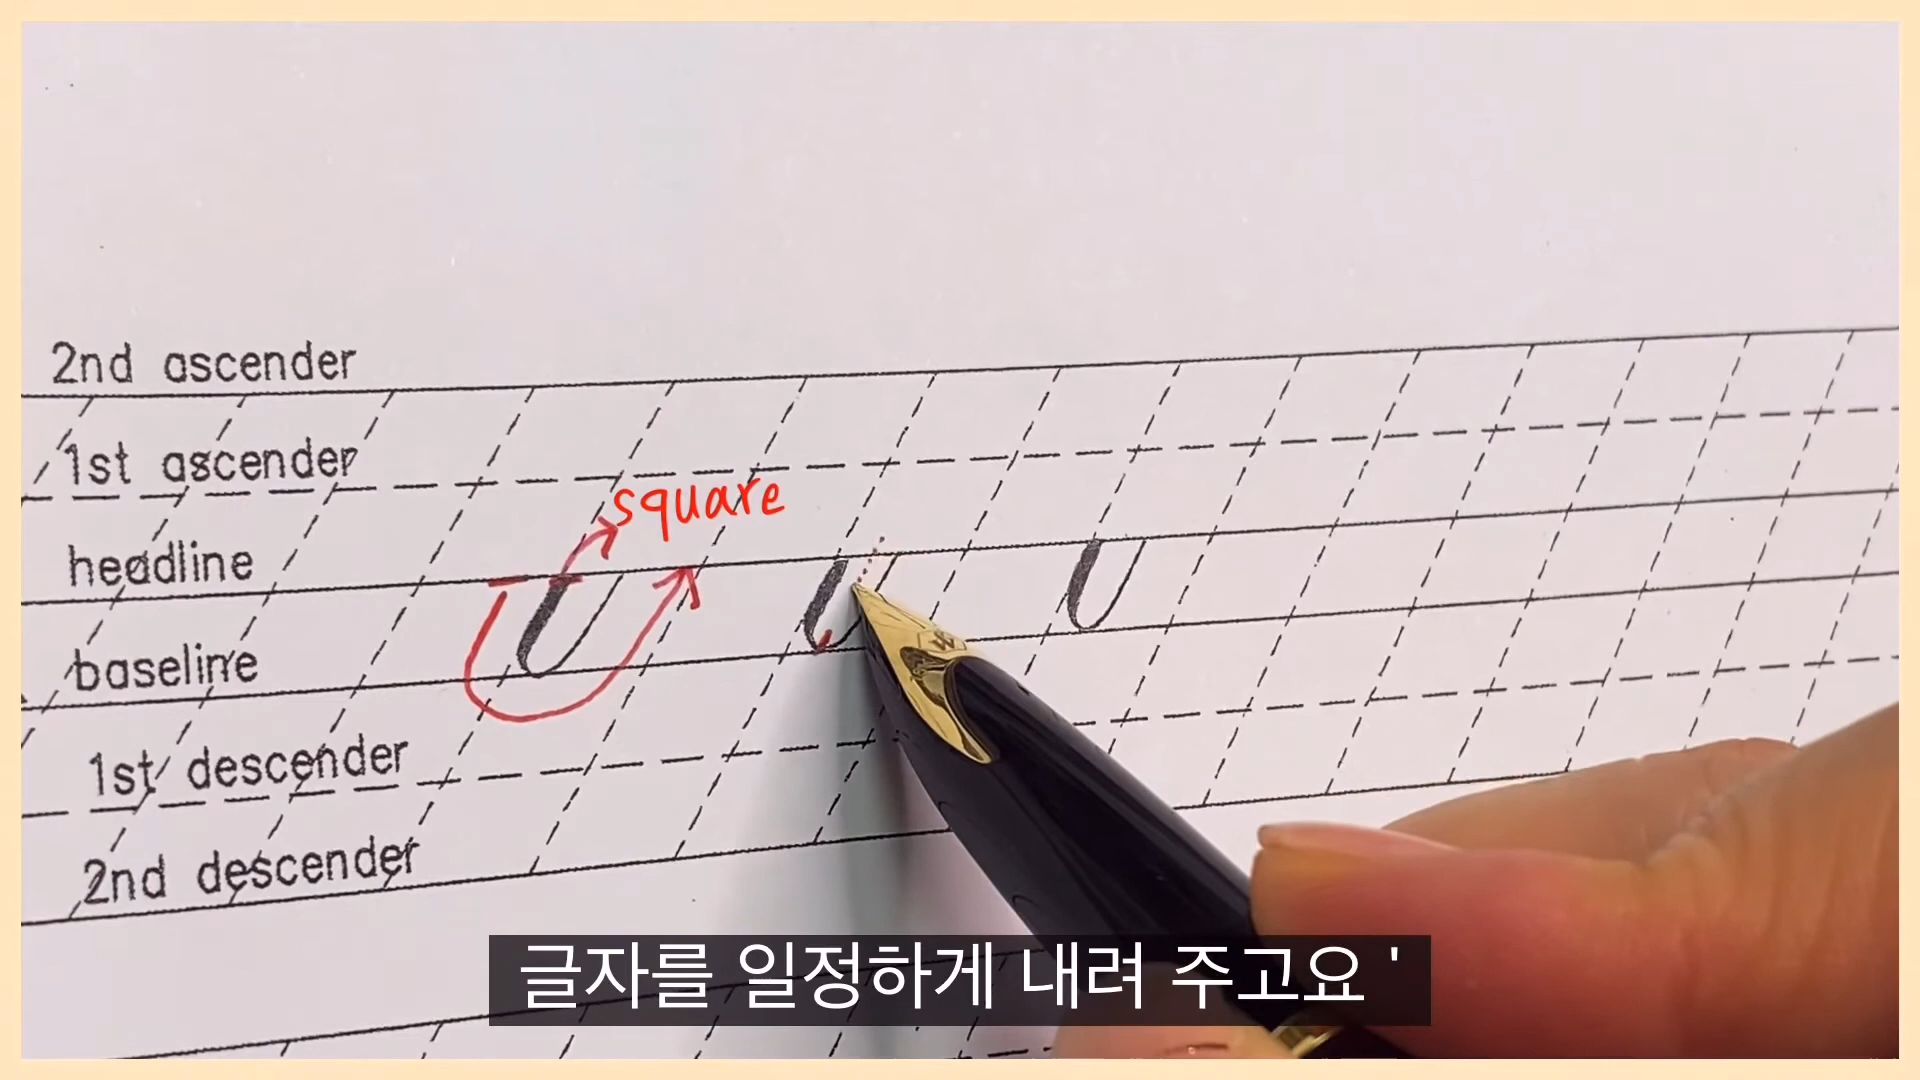 2nd ascender
1st ascender
square
headline
baseline
1st descender
2nd descender
글자를 일정하게 내려 주고요 '